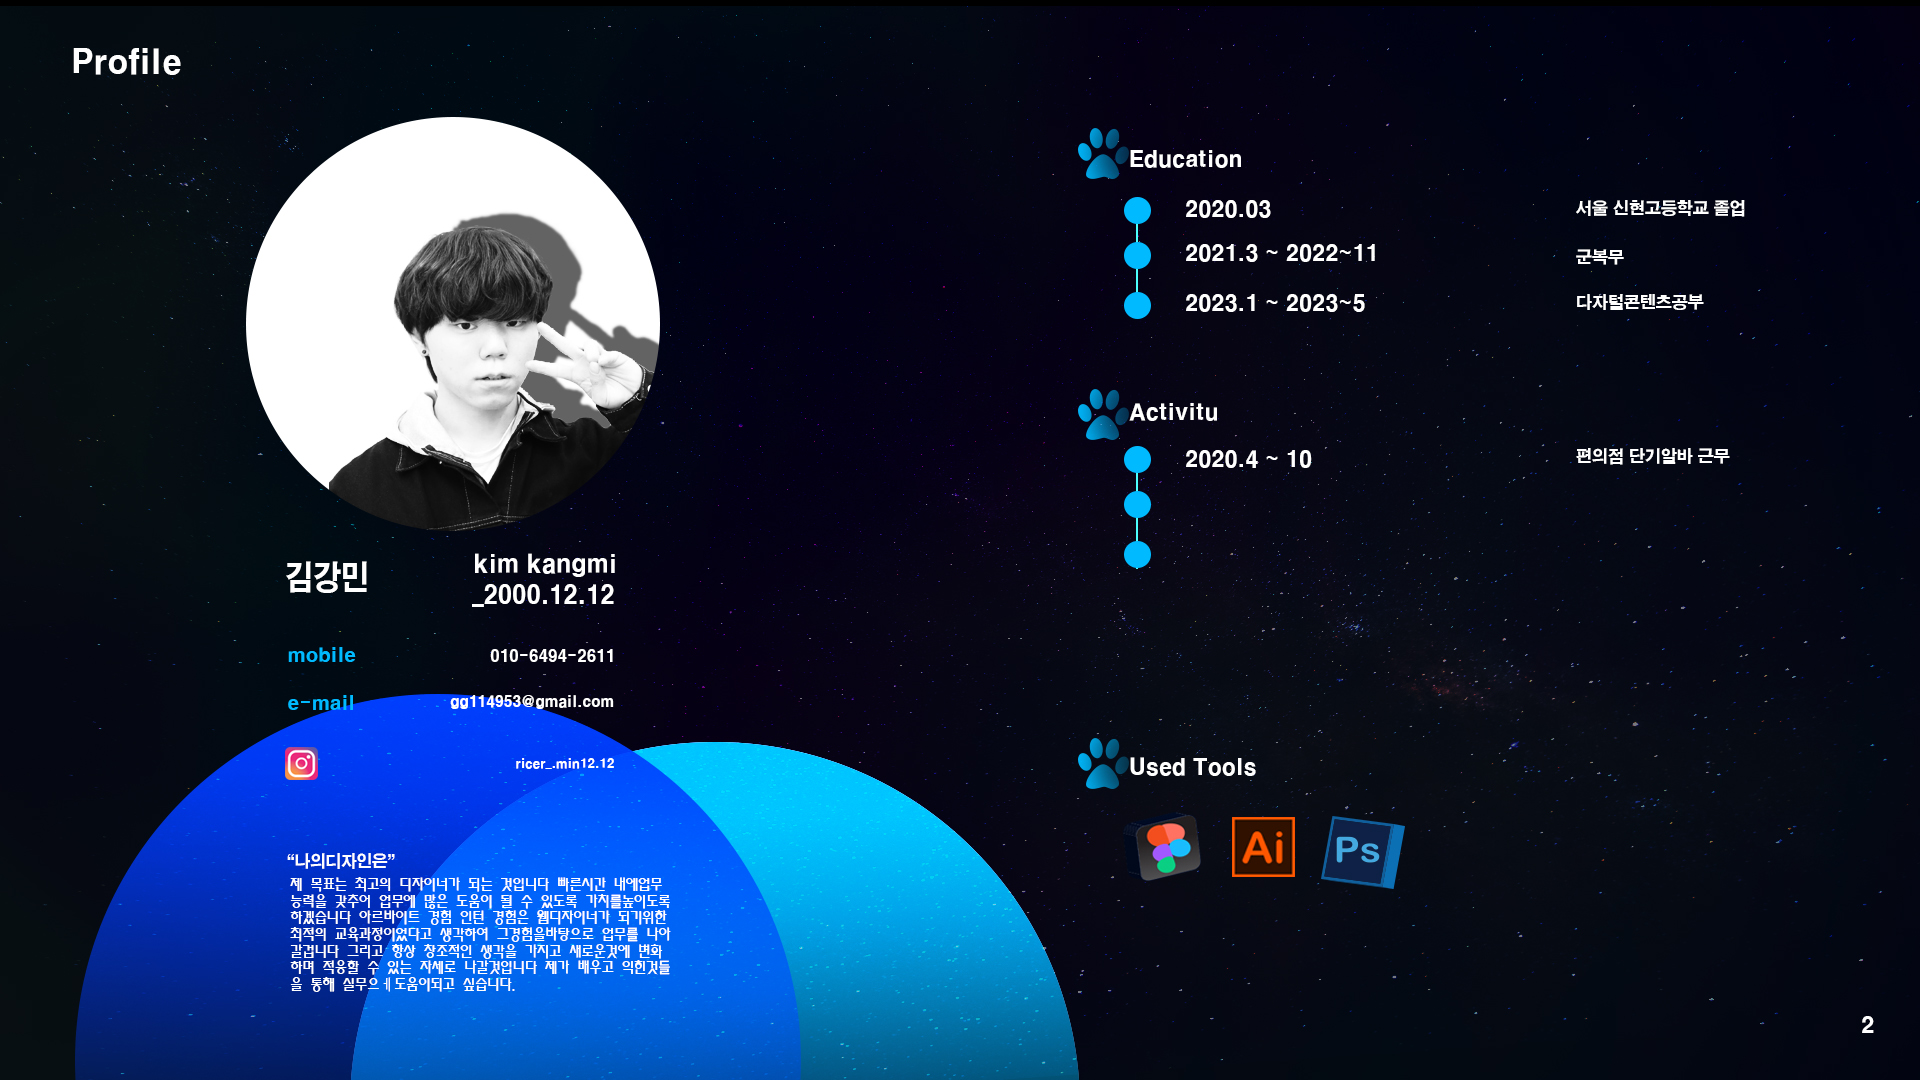 Profile
김강민
kim kangmi
_2000.12.12
mobile
010-6494-2611
e-mail
gg114953@gmail.com
ricer_.min12.12
“나의디자인은”
제 목표는 최고의 디자이너가 되는 것입니다 빠른시간 내에업무
능력을 갖추어 업무에 많은 도움이 될 수 있도록 가치를높이도록
하겠습니다 아르바이트 경험 인턴 경험은 웹디자이너가 되기위한
최적의 교육과정이었다고 생각하여 그경험을바탕으로 업무를 나아
갈겁니다 그리고 항상 창조적인 생각을 가지고 새로운것에 변화
하며 적응할 수 있는 자세로 나갈것입니다 제가 배우고 익힌것들
을 통해 실무으ㅔ도움이되고 싶습니다.
Education
2020.03 서울 신현고등학교 졸업
2021.3 ~ 2022~11 군복무
2023.1 ~ 2023~5 다자털콘텐츠공부
Activitu
2020.4 ~ 10 편의점 단기알바 근무
Used Tools
Ai
Ps
2